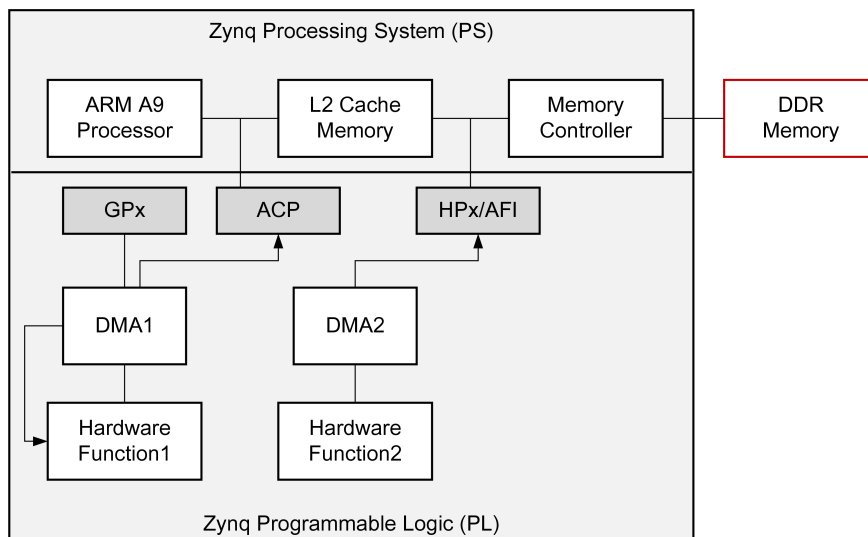 Zynq Processing System (PS)
ARM A9
Processor
L2 Cache
Memory
Memory
Controller
DDR
Memory
GPx
ACP
HPx/AFI
DMA1
DMA2
Hardware
Function1
Hardware
Function2
Zynq Programmable Logic (PL)